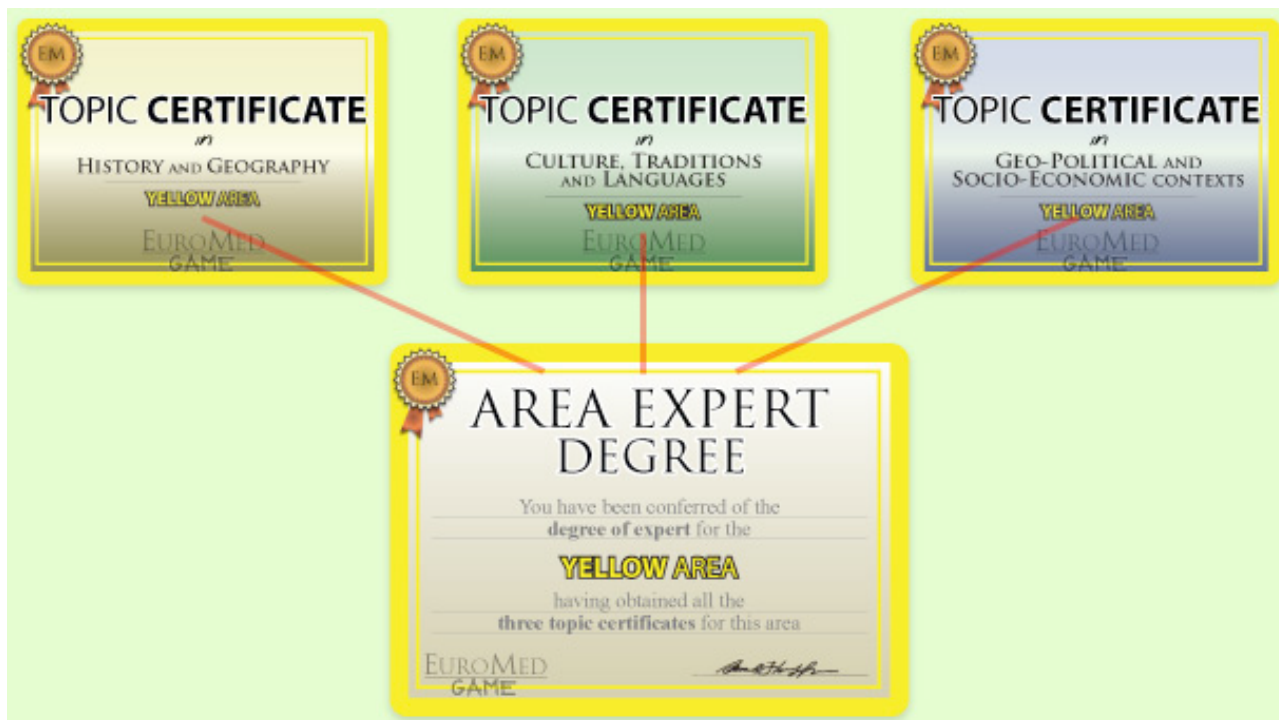 EM
TOPIC CERTIFICATE
in
HISTORY AND GEOGRAPHY
YELLOW AREA
EUROMED
GAME
EM
TOPIC CERTIFICATE
in
CULTURE, TRADITIONS
AND LANGUAGES
YELLOW AREA
EUROMED
GAME
EM
TOPIC CERTIFICATE
in
GEO-POLITICAL AND
SOCIO-ECONOMIC CONTEXTS
YELLOW AREA
EUROMED
GAME
EM
AREA EXPERT
DEGREE
You have been conferred of the
degree of expert for the
YELLOW AREA
having obtained all the
three topic certificates for this area
EUROMED
GAME